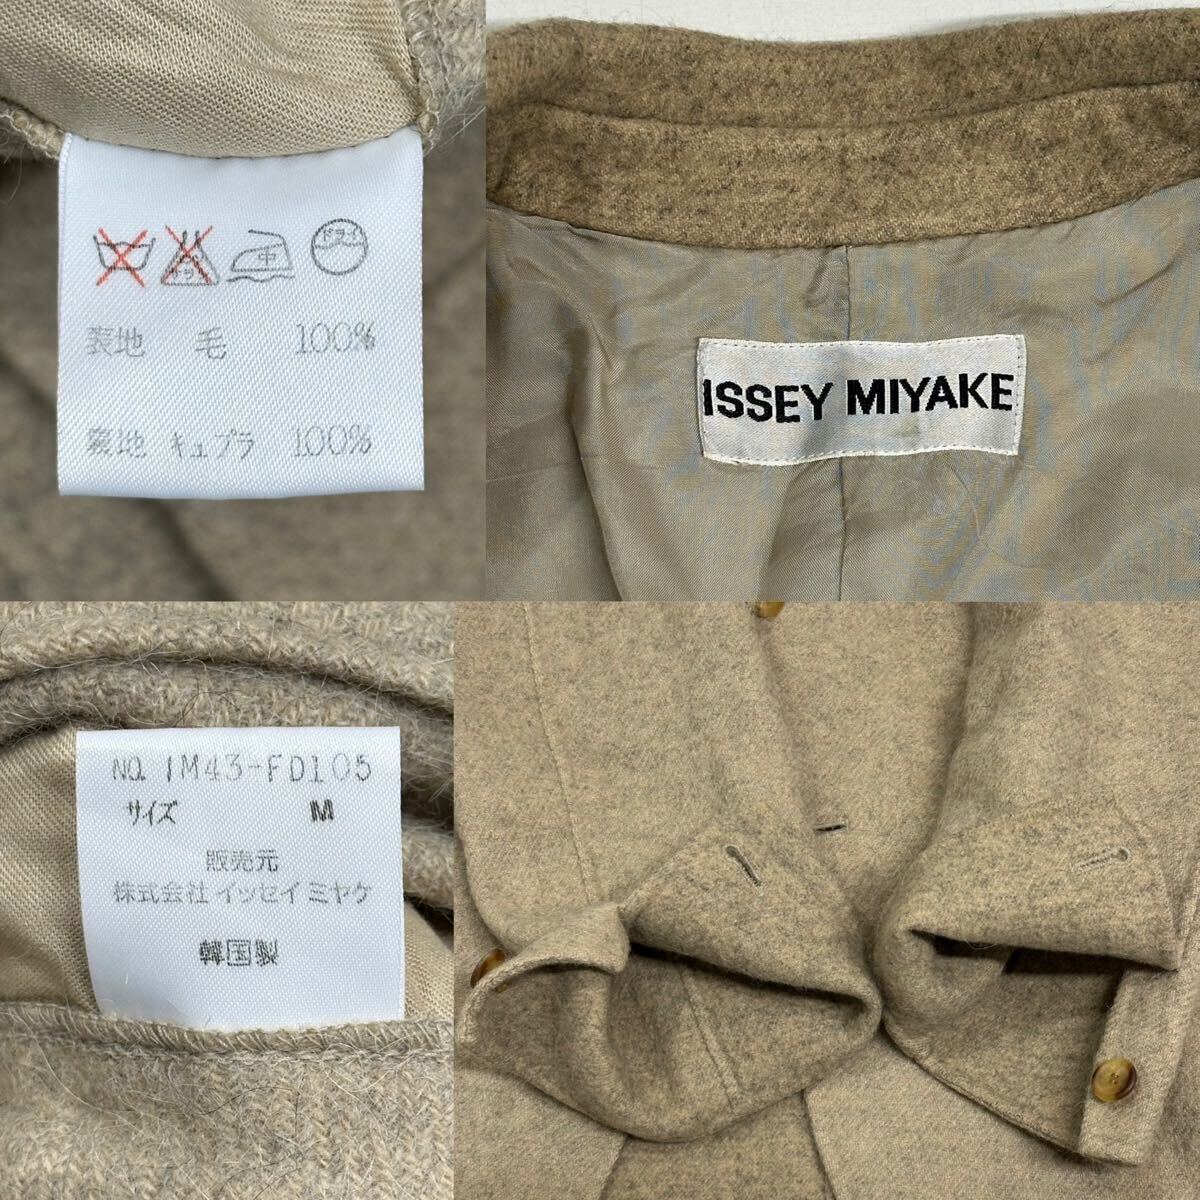 中 ドライ
表地 毛 100%
裏地 キュプラ 100%
ISSEY MIYAKE
NO. IM43-FD105
サイズ M
販売元
株式会社イッセイミヤケ
韓国製